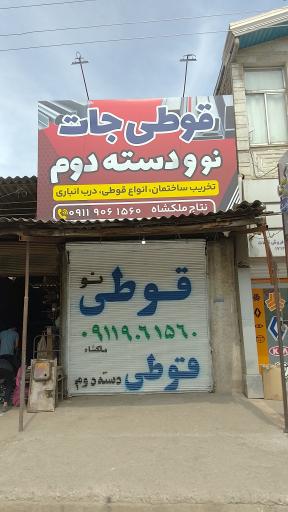 قوطی جات
نو و دسته دوم
تخریب ساختمان، انواع قوطی، درب انباری
نتاج ملکشاه ۰۹۱۱ ۹۰۶ ۱۵۶۰
نو
قوطی
۰۹۱۱۹۰۶۱۵۶۰
ملکشاه
قوطی دسته دوم